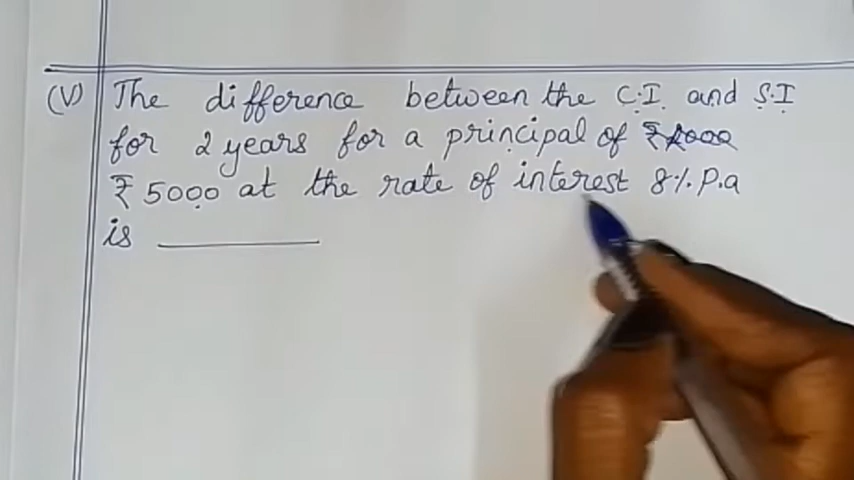 (V) The difference between the C.I. and S.I
for 2 years for a principal of
₹ 5000 at the rate of interest 8% P.a
is